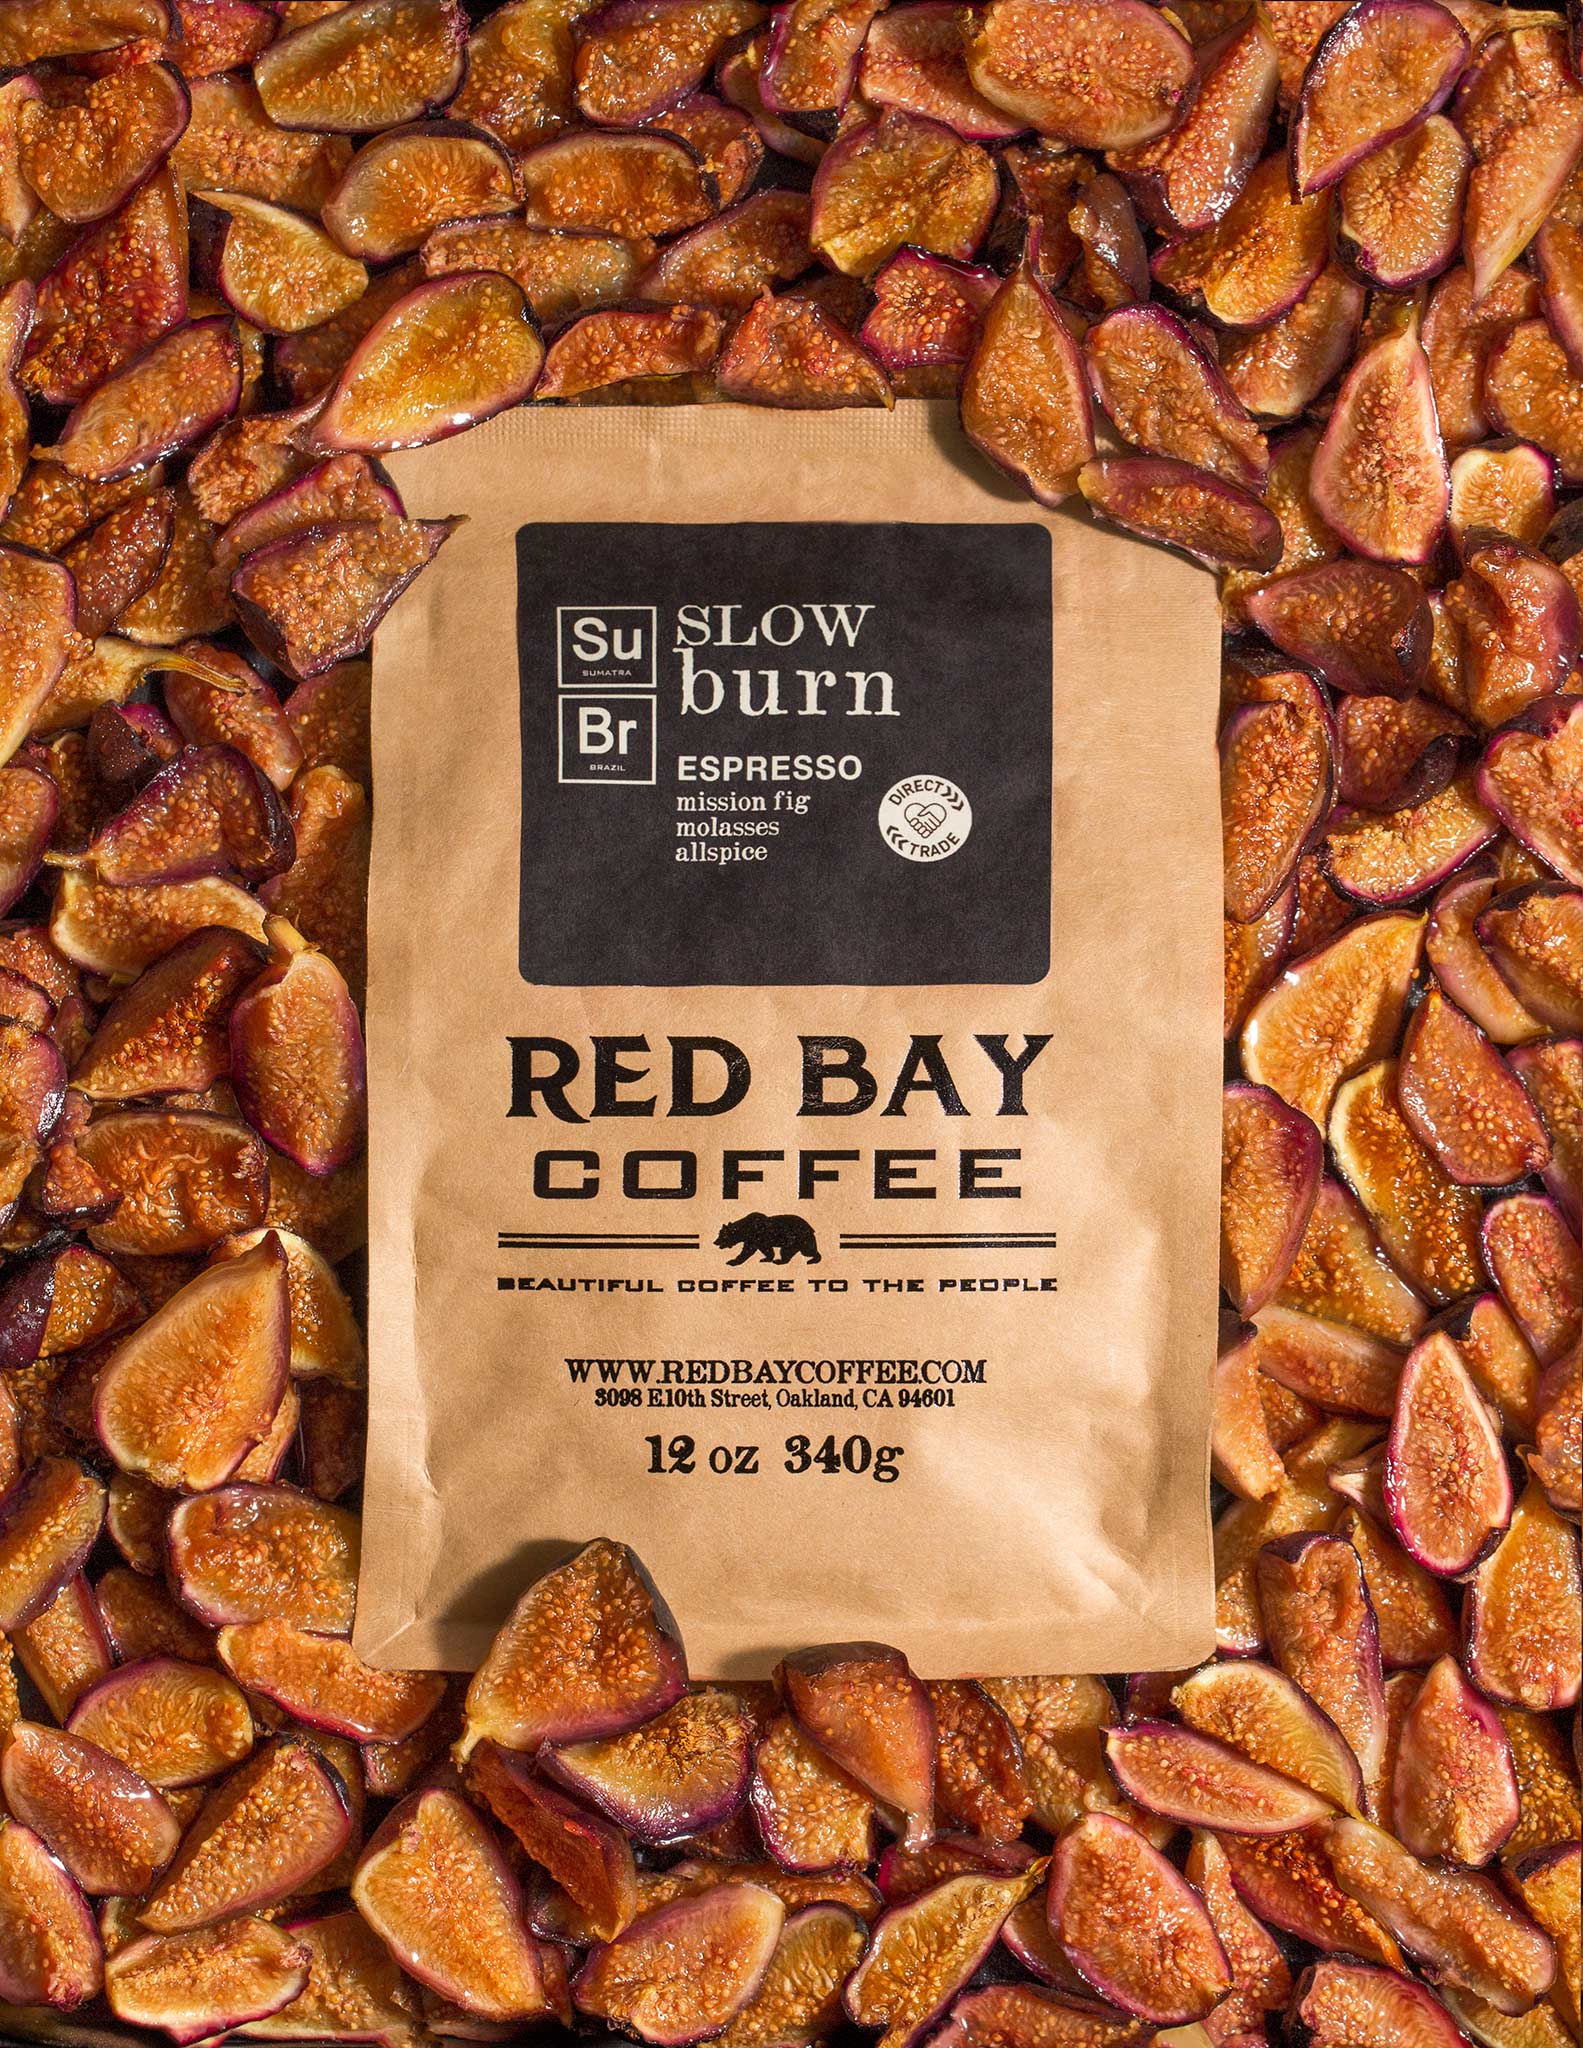 Su
SUMATRA
Br
BRAZIL
SLOW
burn
ESPRESSO
mission fig
molasses
allspice
DIRECT
TRADE
RED BAY
COFFEE
BEAUTIFUL COFFEE TO THE PEOPLE
WWW.REDBAYCOFFEE.COM
3098 E.10th Street, Oakland, CA 94601
12 oz 340g